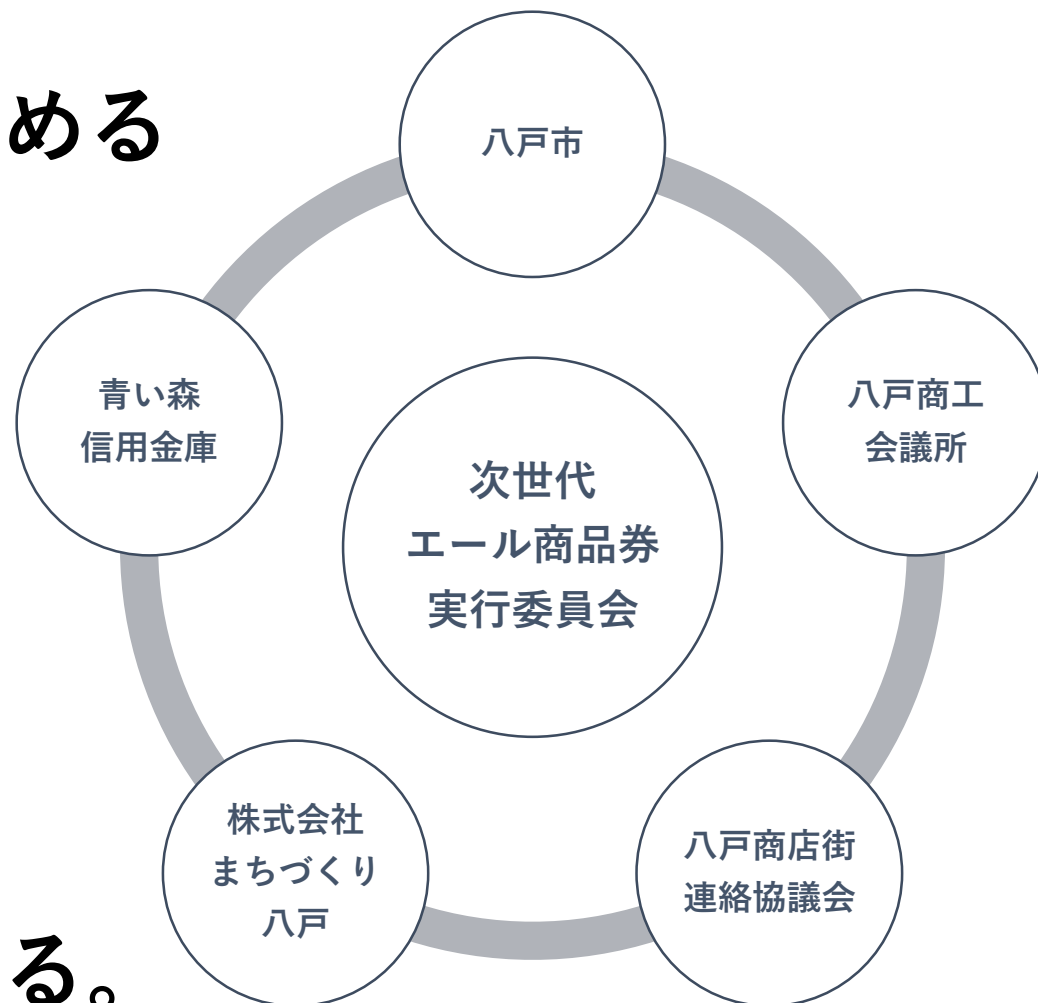 める
八戸市
青い森
信用金庫
八戸商工
会議所
次世代
エール商品券
実行委員会
株式会社
まちづくり
八戸
八戸商店街
連絡協議会
る。